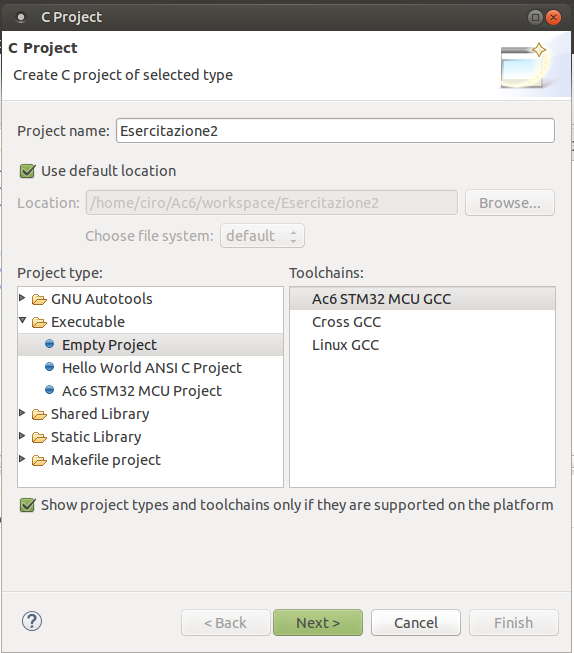 C Project
C Project
Create C project of selected type
Project name: Esercitazione2
Use default location
Location: /home/ciro/Ac6/workspace/Esercitazione2 Browse...
Choose file system: default
Project type:
GNU Autotools
Executable
Empty Project
Hello World ANSI C Project
Ac6 STM32 MCU Project
Shared Library
Static Library
Makefile project
Toolchains:
Ac6 STM32 MCU GCC
Cross GCC
Linux GCC
Show project types and toolchains only if they are supported on the platform
? < Back Next > Cancel Finish